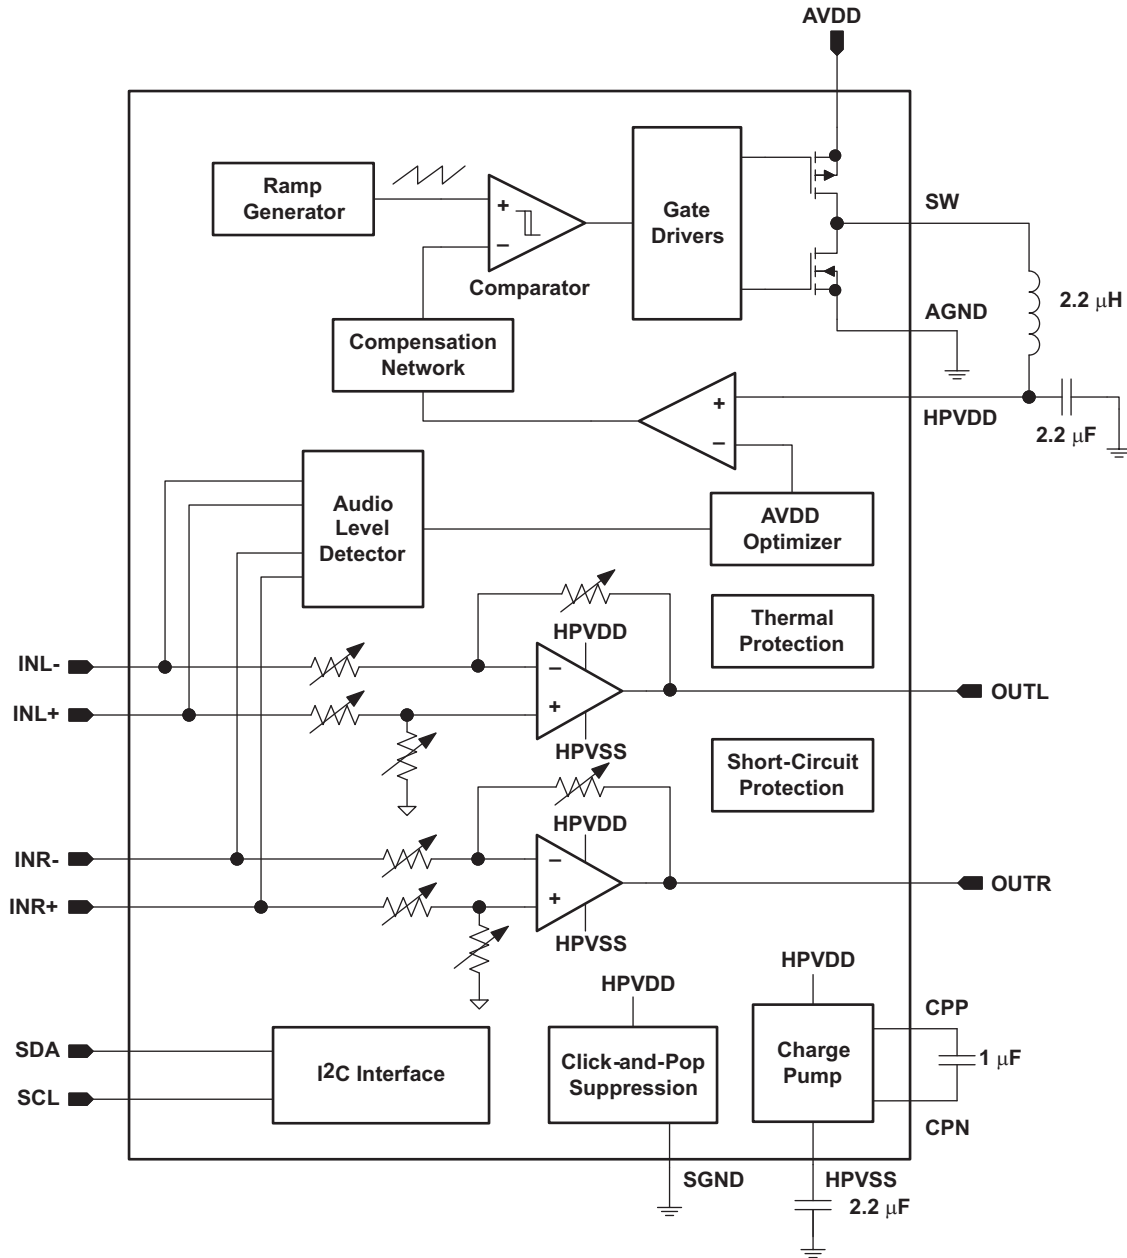 AVDD
Ramp
Generator
+
−
Comparator
Gate
Drivers
SW
AGND
2.2 μH
Compensation
Network
+
−
HPVDD
2.2 μF
Audio
Level
Detector
AVDD
Optimizer
Thermal
Protection
HPVDD
INL-
−
OUTL
INL+
+
HPVSS
Short-Circuit
Protection
HPVDD
INR-
−
OUTR
INR+
+
HPVSS
HPVDD
HPVDD
CPP
SDA
I2C Interface
SCL
Click-and-Pop
Suppression
Charge
Pump
1 μF
CPN
SGND
HPVSS
2.2 μF